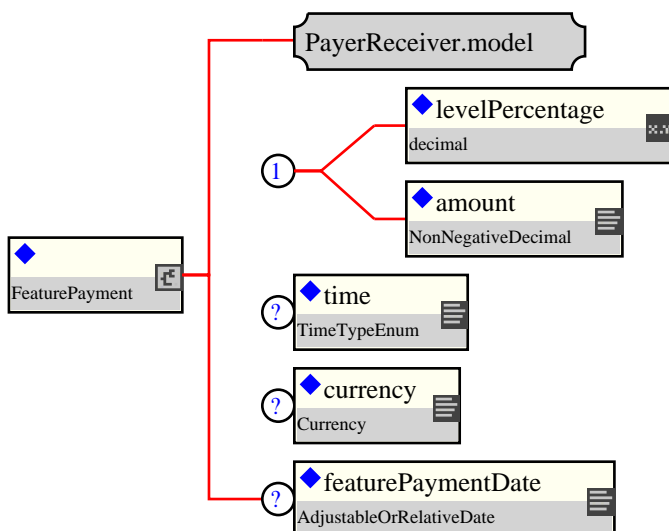 PayerReceiver.model
levelPercentage
decimal
x.x
1
amount
NonNegativeDecimal
FeaturePayment
?
time
TimeTypeEnum
?
currency
Currency
?
featurePaymentDate
AdjustableOrRelativeDate